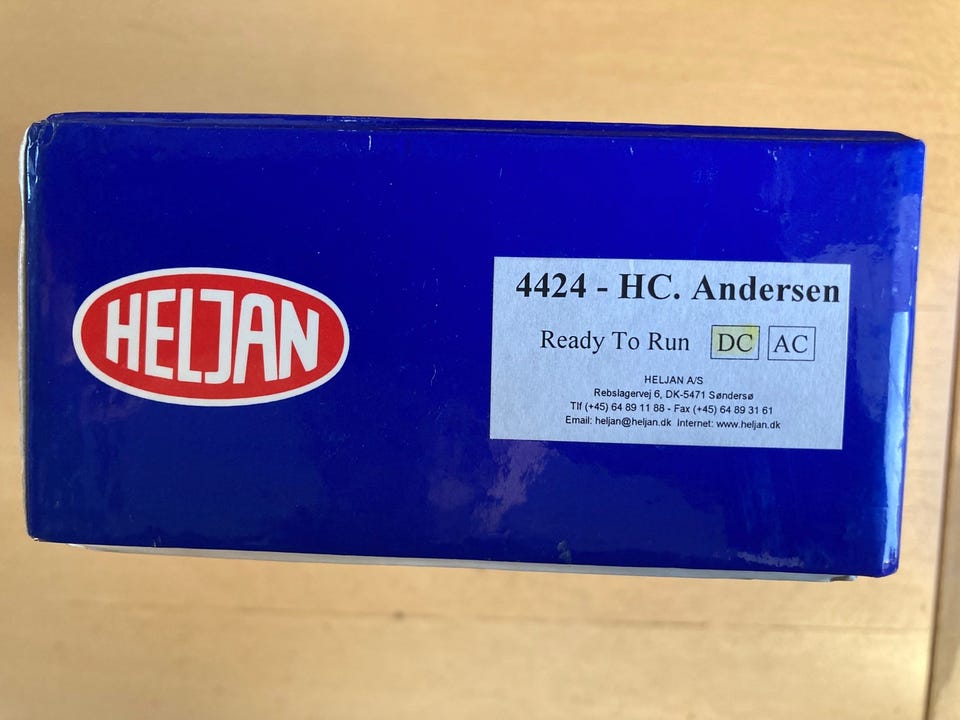 HELJAN
4424 - HC. Andersen
Ready To Run DC AC
HELJAN A/S
Rebslagervej 6, DK-5471 Søndersø
Tlf (+45) 64 89 11 88 - Fax (+45) 64 89 31 61
Email: heljan@heljan.dk Internet: www.heljan.dk